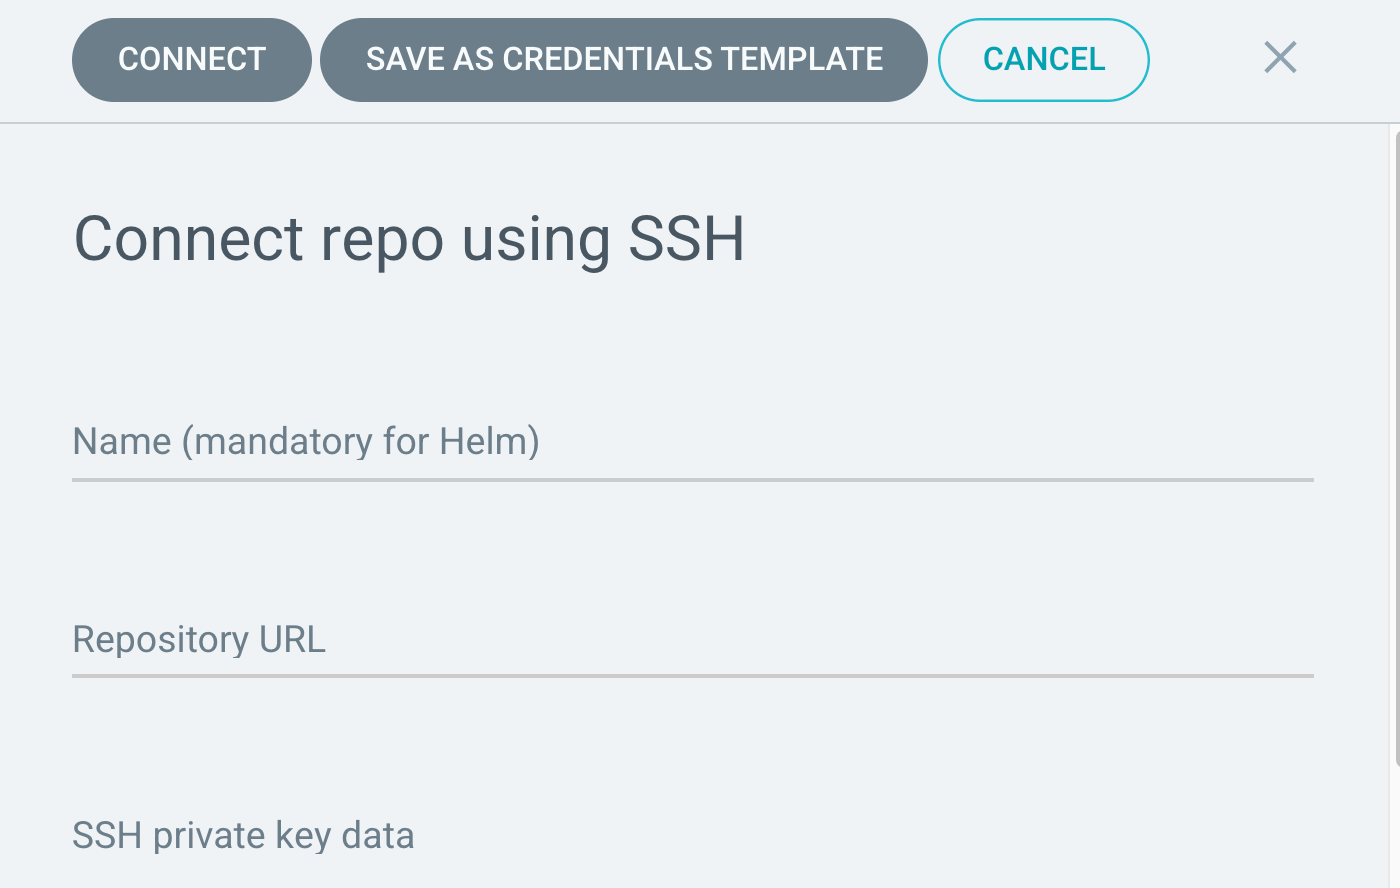 CONNECT SAVE AS CREDENTIALS TEMPLATE CANCEL
Connect repo using SSH
Name (mandatory for Helm)
Repository URL
SSH private key data